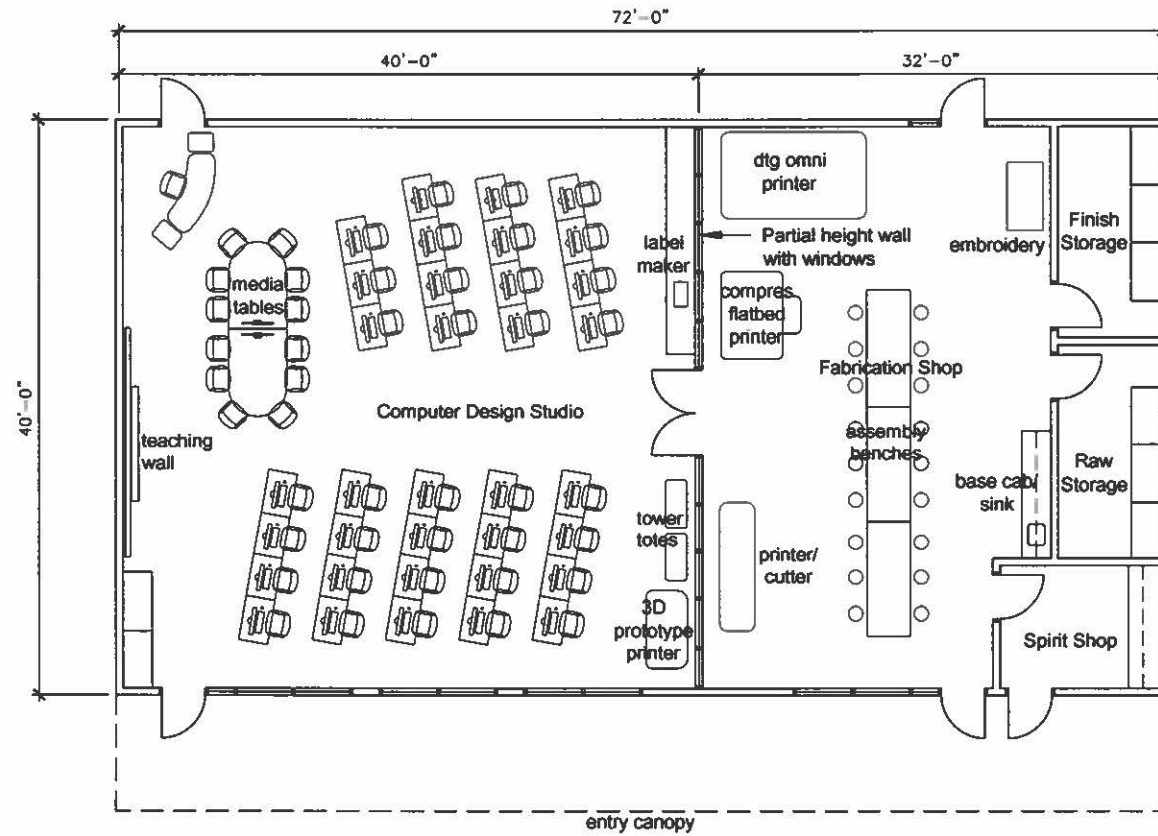 72'-0"
40'-0"
32'-0"
40'-0"
dtg omni
printer
Finish
Storage
embroidery
label
maker
Partial height wall
with windows
media
tables
compres
flatbed
printer
Fabrication Shop
Computer Design Studio
teaching
wall
assembly
benches
base cab/
sink
Raw
Storage
tower
totes
printer/
cutter
3D
prototype
printer
Spirit Shop
entry canopy